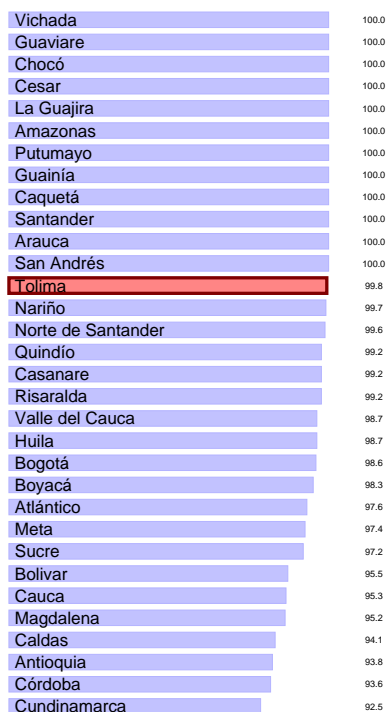 Vichada 100.0
Guaviare 100.0
Chocó 100.0
Cesar 100.0
La Guajira 100.0
Amazonas 100.0
Putumayo 100.0
Guainía 100.0
Caquetá 100.0
Santander 100.0
Arauca 100.0
San Andrés 100.0
Tolima 99.8
Nariño 99.7
Norte de Santander 99.6
Quindío 99.2
Casanare 99.2
Risaralda 99.2
Valle del Cauca 98.7
Huila 98.7
Bogotá 98.6
Boyacá 98.3
Atlántico 97.6
Meta 97.4
Sucre 97.2
Bolivar 95.5
Cauca 95.3
Magdalena 95.2
Caldas 94.1
Antioquia 93.8
Córdoba 93.6
Cundinamarca 92.5